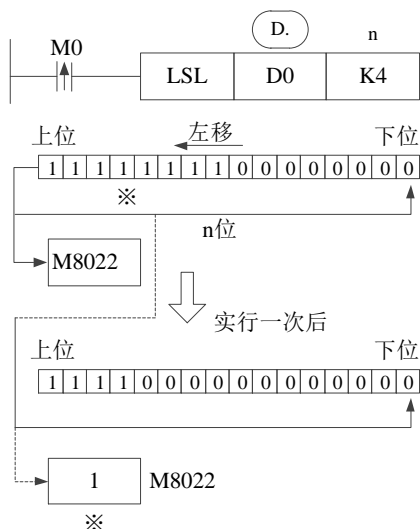 D.
n
M0
LSL D0 K4
上位 左移 下位
1 1 1 1 1 1 1 1 0 0 0 0 0 0 0 0
※
n位
M8022
实行一次后
上位 下位
1 1 1 1 0 0 0 0 0 0 0 0 0 0 0 0
1 M8022
※